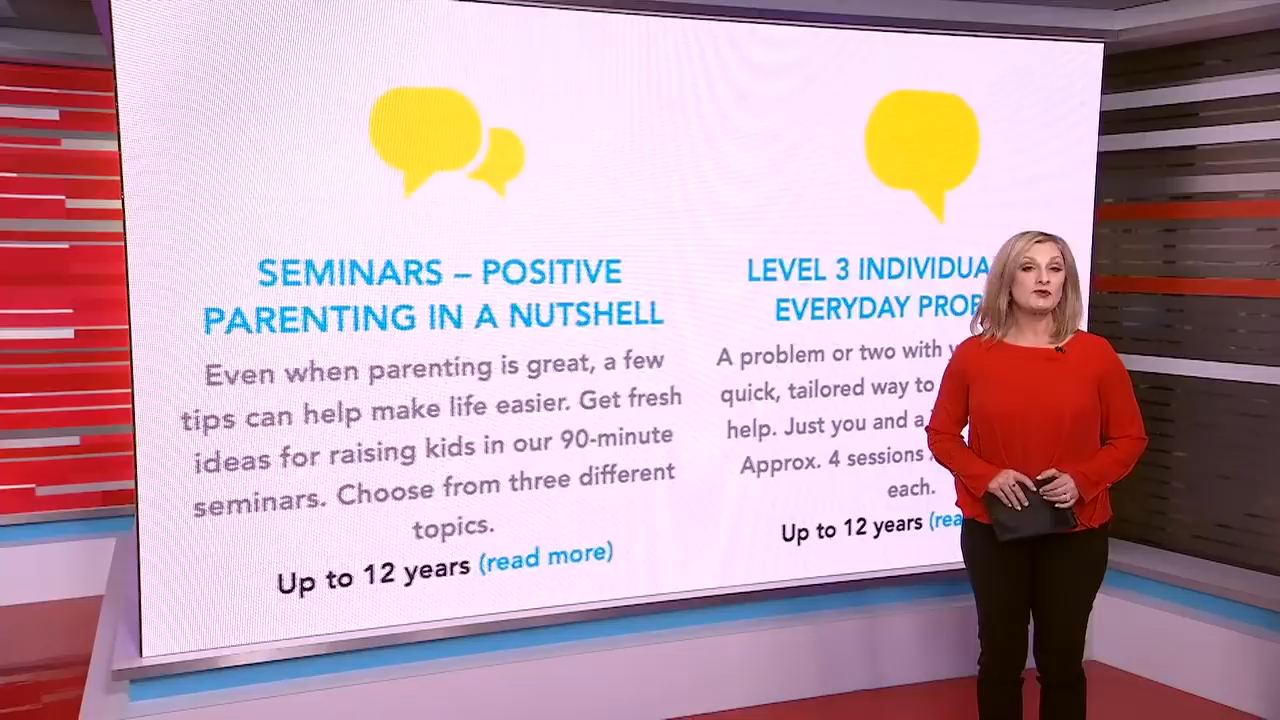 SEMINARS – POSITIVE
PARENTING IN A NUTSHELL
Even when parenting is great, a few
tips can help make life easier. Get fresh
ideas for raising kids in our 90-minute
seminars. Choose from three different
topics.
Up to 12 years (read more)
LEVEL 3 INDIVIDUA
EVERYDAY PROB
A problem or two with
quick, tailored way to
help. Just you and a
Approx. 4 sessions
each.
Up to 12 years (rea